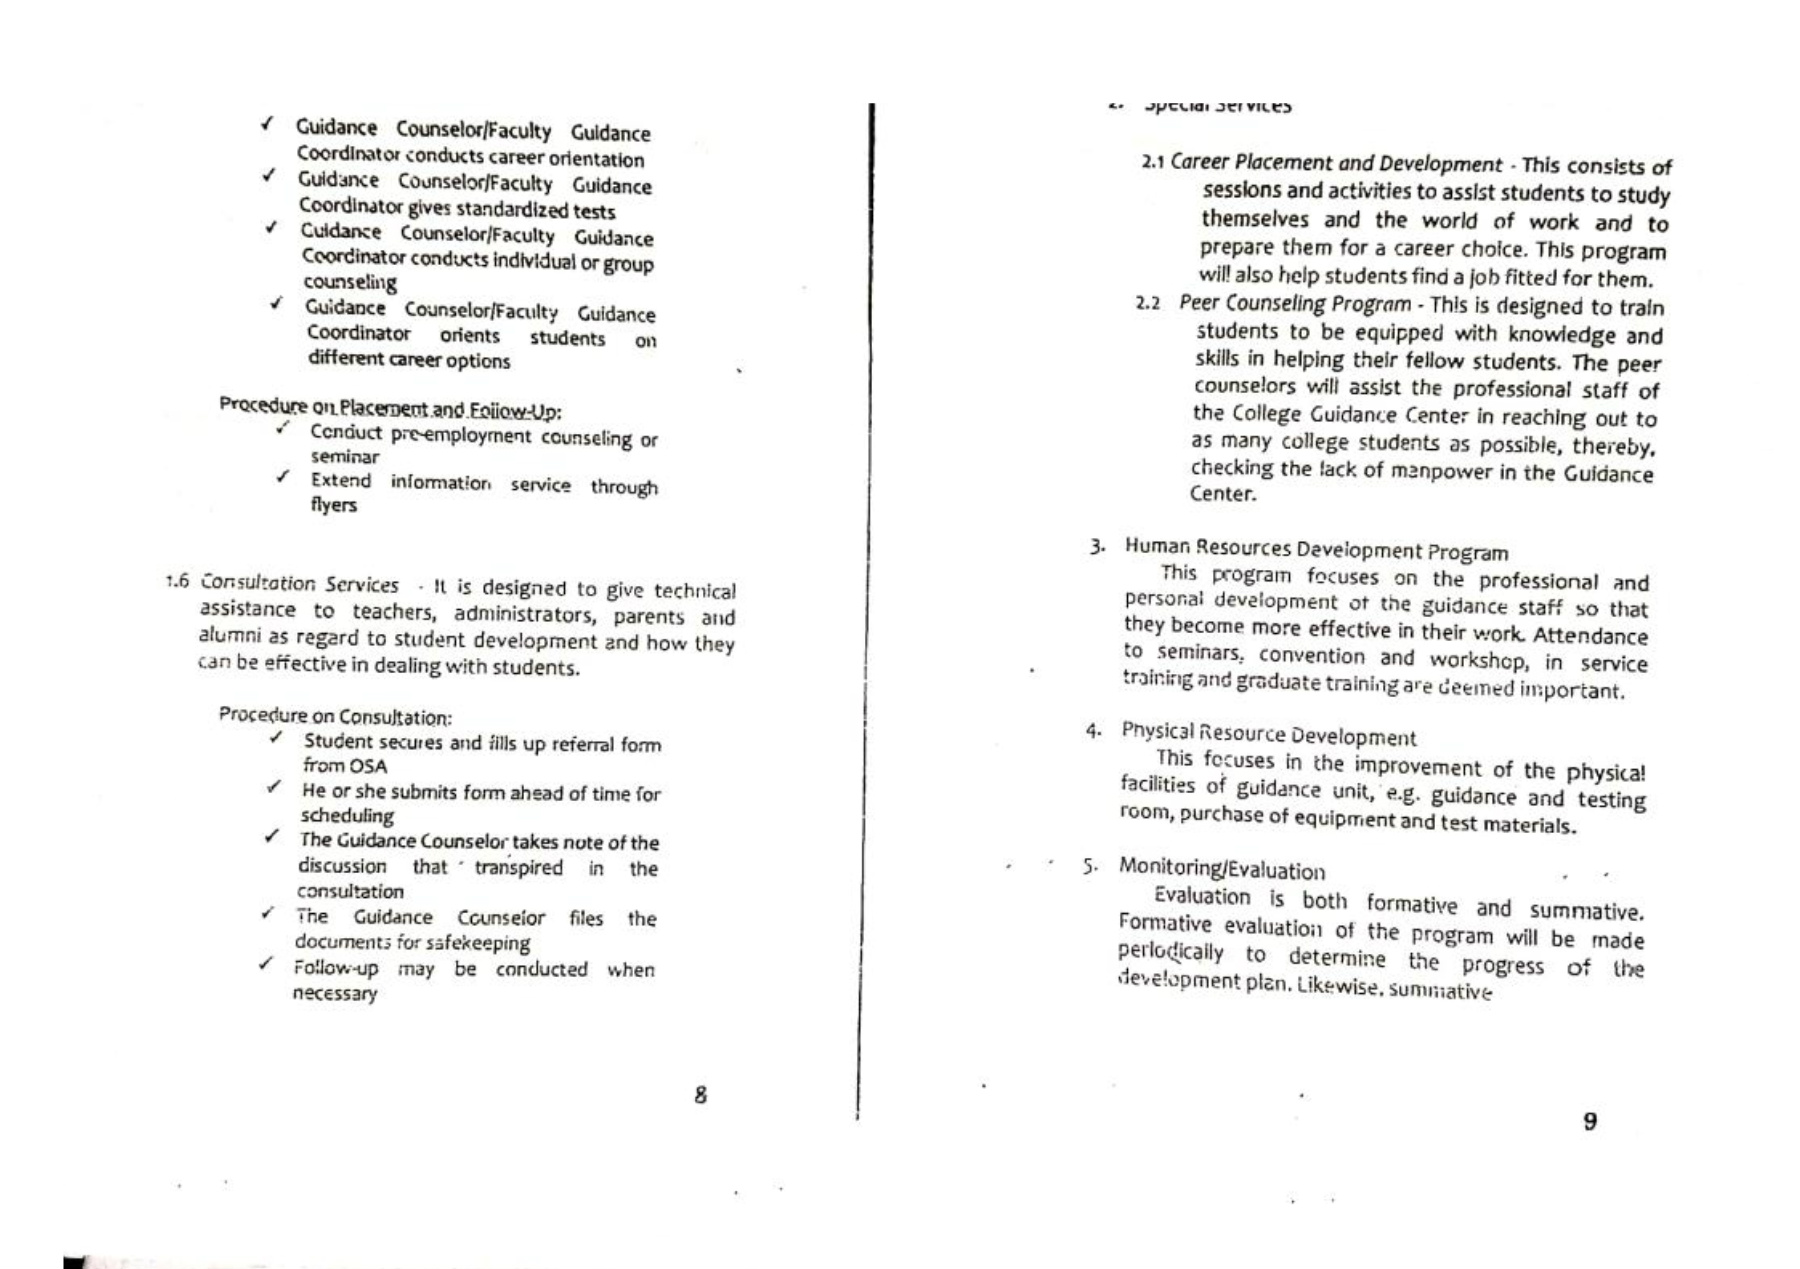 ✓ Guidance Counselor/Faculty Guidance
Coordinator conducts career orientation
✓ Guidance Counselor/Faculty Guidance
Coordinator gives standardized tests
✓ Guidance Counselor/Faculty Guidance
Coordinator conducts individual or group
counseling
✓ Guidance Counselor/Faculty Guidance
Coordinator orients students on
different career options
Procedure on Placement and Follow-Up:
✓ Conduct pre-employment counseling or
seminar
✓ Extend information service through
flyers
1.6 Consultation Services - It is designed to give technical
assistance to teachers, administrators, parents and
alumni as regard to student development and how they
can be effective in dealing with students.
Procedure on Consultation:
✓ Student secures and fills up referral form
from OSA
✓ He or she submits form ahead of time for
scheduling
✓ The Guidance Counselor takes note of the
discussion that transpired in the
consultation
✓ The Guidance Counselor files the
documents for safekeeping
✓ Follow-up may be conducted when
necessary
8
2. Special Services
2.1 Career Placement and Development - This consists of
sessions and activities to assist students to study
themselves and the world of work and to
prepare them for a career choice. This program
will also help students find a job fitted for them.
2.2 Peer Counseling Program - This is designed to train
students to be equipped with knowledge and
skills in helping their fellow students. The peer
counselors will assist the professional staff of
the College Guidance Center in reaching out to
as many college students as possible, thereby,
checking the lack of manpower in the Guidance
Center.
3. Human Resources Development Program
This program focuses on the professional and
personal development of the guidance staff so that
they become more effective in their work. Attendance
to seminars, convention and workshop, in service
training and graduate training are deemed important.
4. Physical Resource Development
This focuses in the improvement of the physical
facilities of guidance unit, e.g. guidance and testing
room, purchase of equipment and test materials.
5. Monitoring/Evaluation
Evaluation is both formative and summative.
Formative evaluation of the program will be made
periodically to determine the progress of the
development plan. Likewise, summative
9